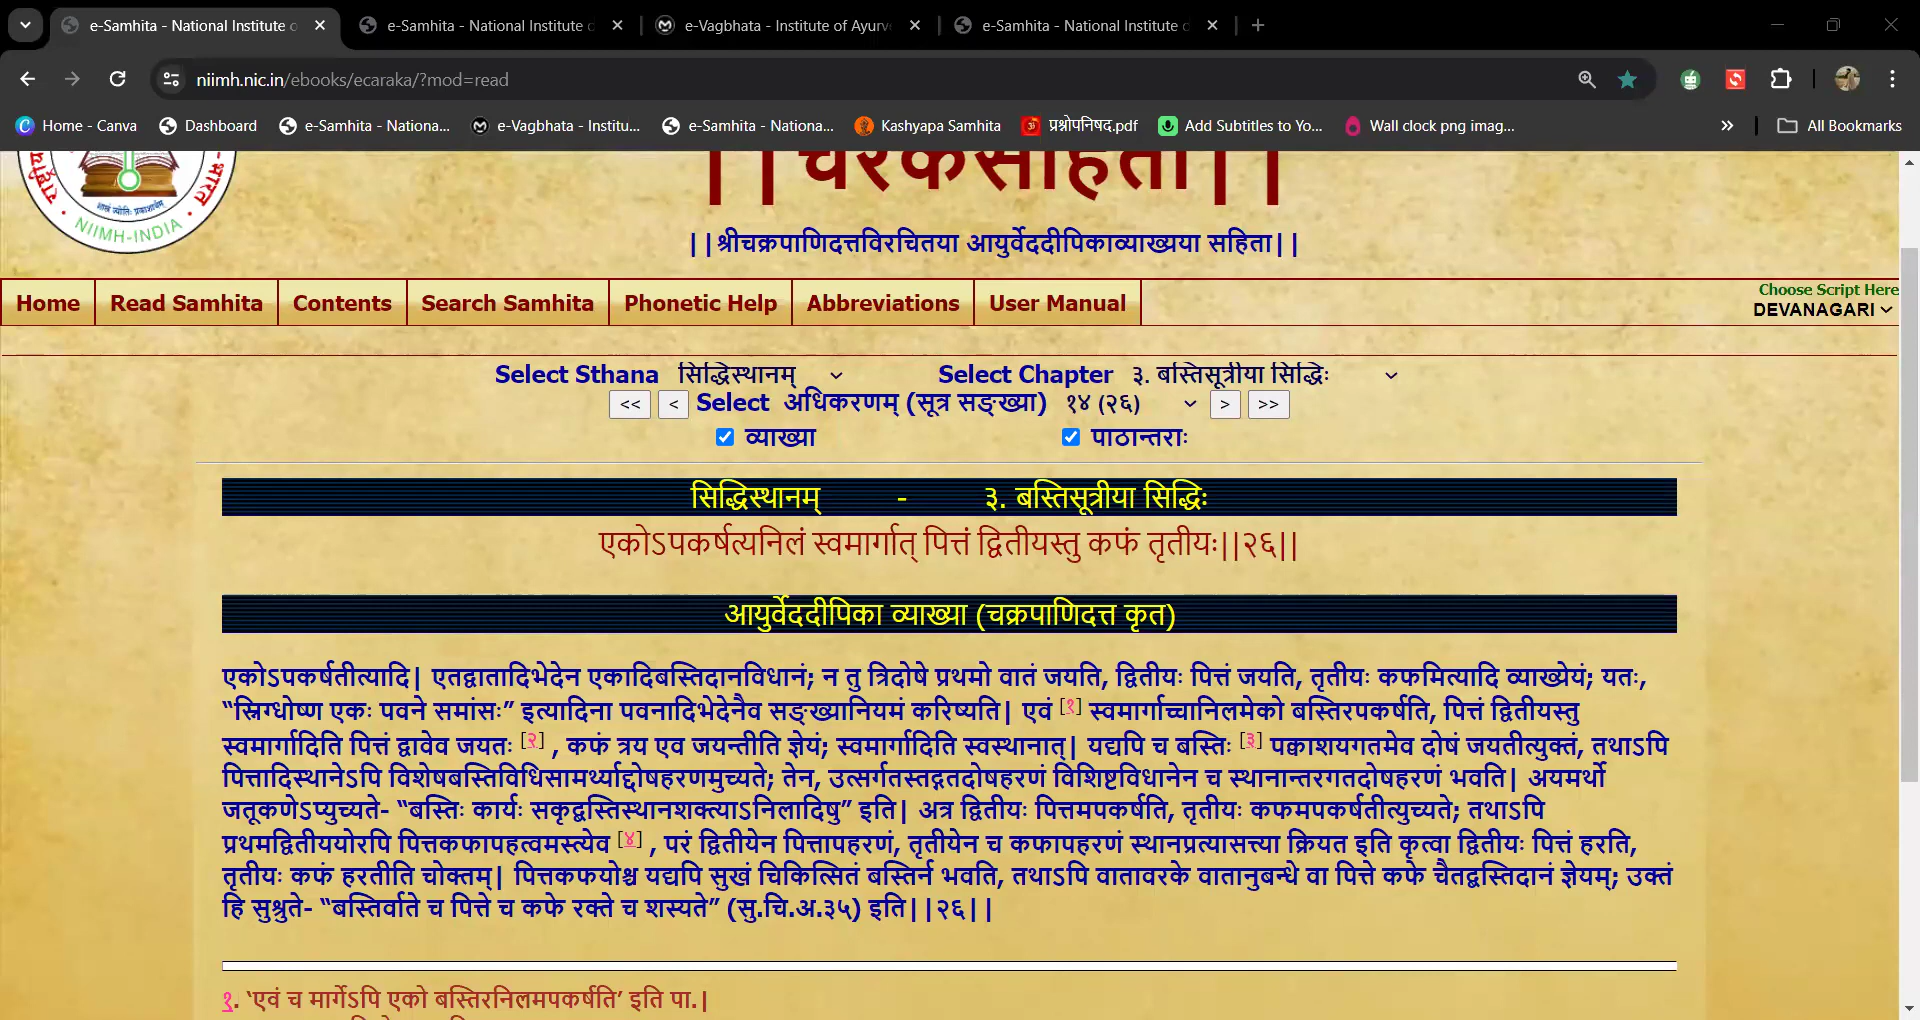 e-Samhita - National Institute o
e-Samhita - National Institute o
e-Vagbhata - Institute of Ayurve
e-Samhita - National Institute o
niimh.nic.in/ebooks/ecaraka/?mod=read
Home - Canva
Dashboard
e-Samhita - Nationa...
e-Vagbhata - Institu...
e-Samhita - Nationa...
Kashyapa Samhita
प्रश्नोपनिषद.pdf
Add Subtitles to Yo...
Wall clock png imag...
All Bookmarks
NIIMH-INDIA
||चरकसंहिता||
||श्रीचक्रपाणिदत्तविरचितया आयुर्वेददीपिकाव्याख्यया सहिता||
Home Read Samhita Contents Search Samhita Phonetic Help Abbreviations User Manual
Choose Script Here
DEVANAGARI
Select Sthana सिद्धिस्थानम् Select Chapter ३. बस्तिसूत्रीया सिद्धिः
<< < Select अधिकरणम् (सूत्र सङ्ख्या) १४ (२६) > >>
व्याख्या पाठान्तराः
सिद्धिस्थानम् - ३. बस्तिसूत्रीया सिद्धिः
एकोऽपकर्षत्यनिलं स्वमार्गात् पित्तं द्वितीयस्तु कफं तृतीयः||२६||
आयुर्वेददीपिका व्याख्या (चक्रपाणिदत्त कृत)
एकोऽपकर्षतीत्यादि| एतद्वातादिभेदेन एकादिबस्तिदानविधानं; न तु त्रिदोषे प्रथमो वातं जयति, द्वितीयः पित्तं जयति, तृतीयः कफमित्यादि व्याख्येयं; यतः,
“स्निग्धोष्ण एकः पवने समांसः” इत्यादिना पवनादिभेदेनैव सङ्ख्यानियमं करिष्यति| एवं [१] स्वमार्गाच्चानिलमेको बस्तिरपकर्षति, पित्तं द्वितीयस्तु
स्वमार्गादिति पित्तं द्वावेव जयतः [२] , कफं त्रय एव जयन्तीति ज्ञेयं; स्वमार्गादिति स्वस्थानात्| यद्यपि च बस्तिः [३] पक्वाशयगतमेव दोषं जयतीत्युक्तं, तथाऽपि
पित्तादिस्थानेऽपि विशेषबस्तिविधिसामर्थ्याद्दोषहरणमुच्यते; तेन, उत्सर्गतस्तद्गतदोषहरणं विशिष्टविधानेन च स्थानान्तरगतदोषहरणं भवति| अयमर्थो
जतूकणेऽप्युच्यते- “बस्तिः कार्यः सकृद्बस्तिस्थानशक्त्याऽनिलादिषु” इति| अत्र द्वितीयः पित्तमपकर्षति, तृतीयः कफमपकर्षतीत्युच्यते; तथाऽपि
प्रथमद्वितीययोरपि पित्तकफापहत्वमस्त्येव [४] , परं द्वितीयेन पित्तापहरणं, तृतीयेन च कफापहरणं स्थानप्रत्यासत्त्या क्रियत इति कृत्वा द्वितीयः पित्तं हरति,
तृतीयः कफं हरतीति चोक्तम्| पित्तकफयोश्च यद्यपि सुखं चिकित्सितं बस्तिर्न भवति, तथाऽपि वातावरके वातानुबन्धे वा पित्ते कफे चैतद्बस्तिदानं ज्ञेयम्; उक्तं
हि सुश्रुते- “बस्तिर्वाते च पित्ते च कफे रक्ते च शस्यते” (सु.चि.अ.३५) इति||२६||
१. ‘एवं च मार्गेऽपि एको बस्तिरनिलमपकर्षति’ इति पा.|